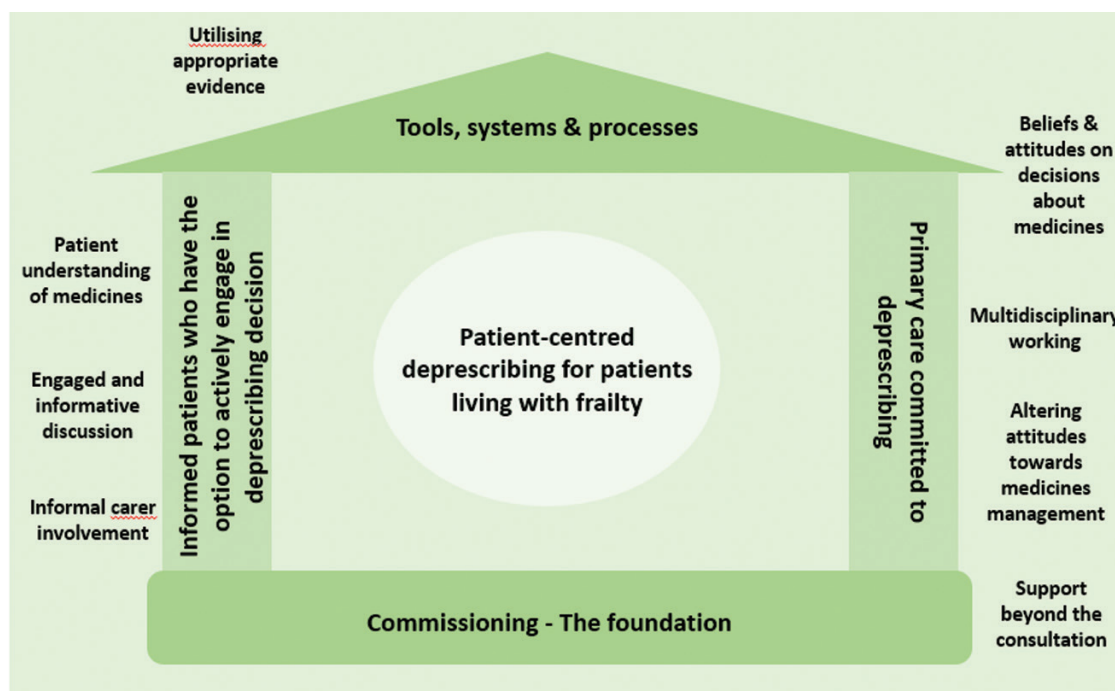 Utilising
appropriate
evidence
Tools, systems & processes
Beliefs &
attitudes on
decisions
about
medicines
Patient
understanding
of medicines
Engaged and
informative
discussion
Informal carer
involvement
Informed patients who have the
option to actively engage in
deprescribing decision
Patient-centred
deprescribing for patients
living with frailty
Primary care committed to
deprescribing
Multidisciplinary
working
Altering
attitudes
towards
medicines
management
Support
beyond the
consultation
Commissioning - The foundation